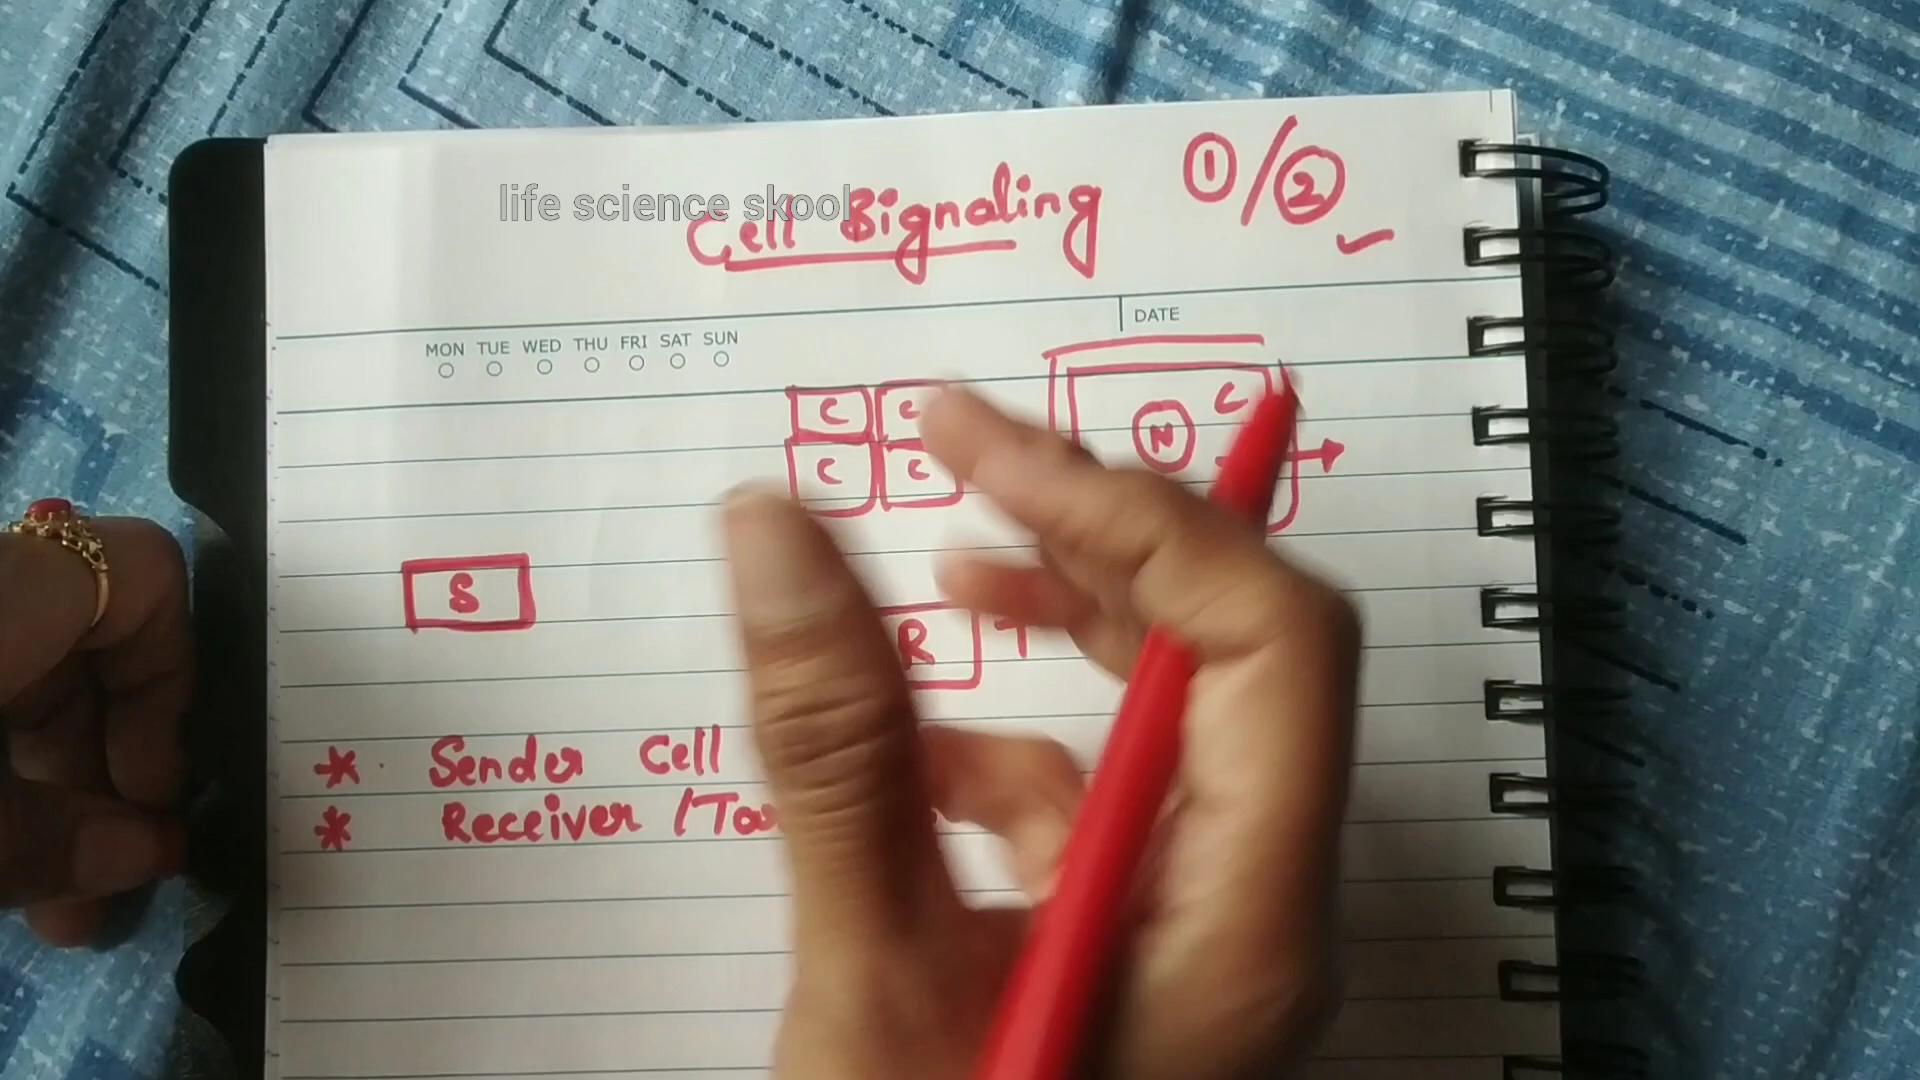 life science skool
Cell Signaling 1/2
DATE
MON TUE WED THU FRI SAT SUN
C C C
N
C C
S
R T
* Sender Cell
* Receiver /